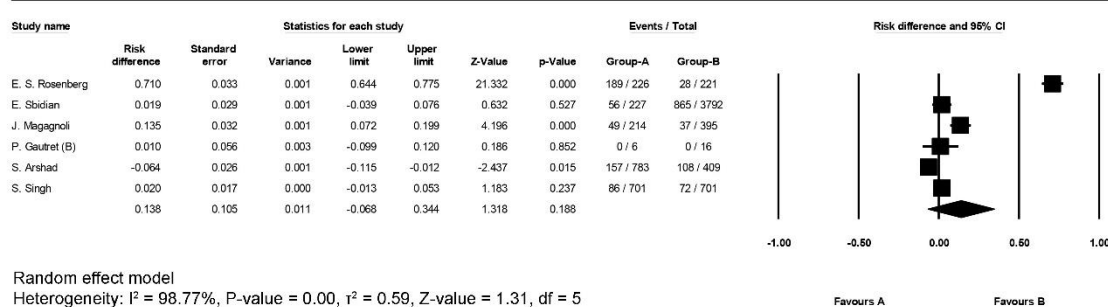 Study name Statistics for each study Events / Total Risk difference and 95% CI
Risk difference Standard error Variance Lower limit Upper limit Z-Value p-Value Group-A Group-B
E. S. Rosenberg 0.710 0.033 0.001 0.644 0.775 21.332 0.000 189 / 226 28 / 221
E. Sbidian 0.019 0.029 0.001 -0.039 0.076 0.632 0.527 56 / 227 865 / 3792
J. Magagnoli 0.135 0.032 0.001 0.072 0.199 4.196 0.000 49 / 214 37 / 395
P. Gautret (B) 0.010 0.056 0.003 -0.099 0.120 0.186 0.852 0 / 6 0 / 16
S. Arshad -0.064 0.026 0.001 -0.115 -0.012 -2.437 0.015 157 / 783 108 / 409
S. Singh 0.020 0.017 0.000 -0.013 0.053 1.183 0.237 86 / 701 72 / 701
0.138 0.105 0.011 -0.068 0.344 1.318 0.188
-1.00 -0.50 0.00 0.50 1.00
Random effect model
Heterogeneity: I² = 98.77%, P-value = 0.00, τ² = 0.59, Z-value = 1.31, df = 5
Favours A Favours B